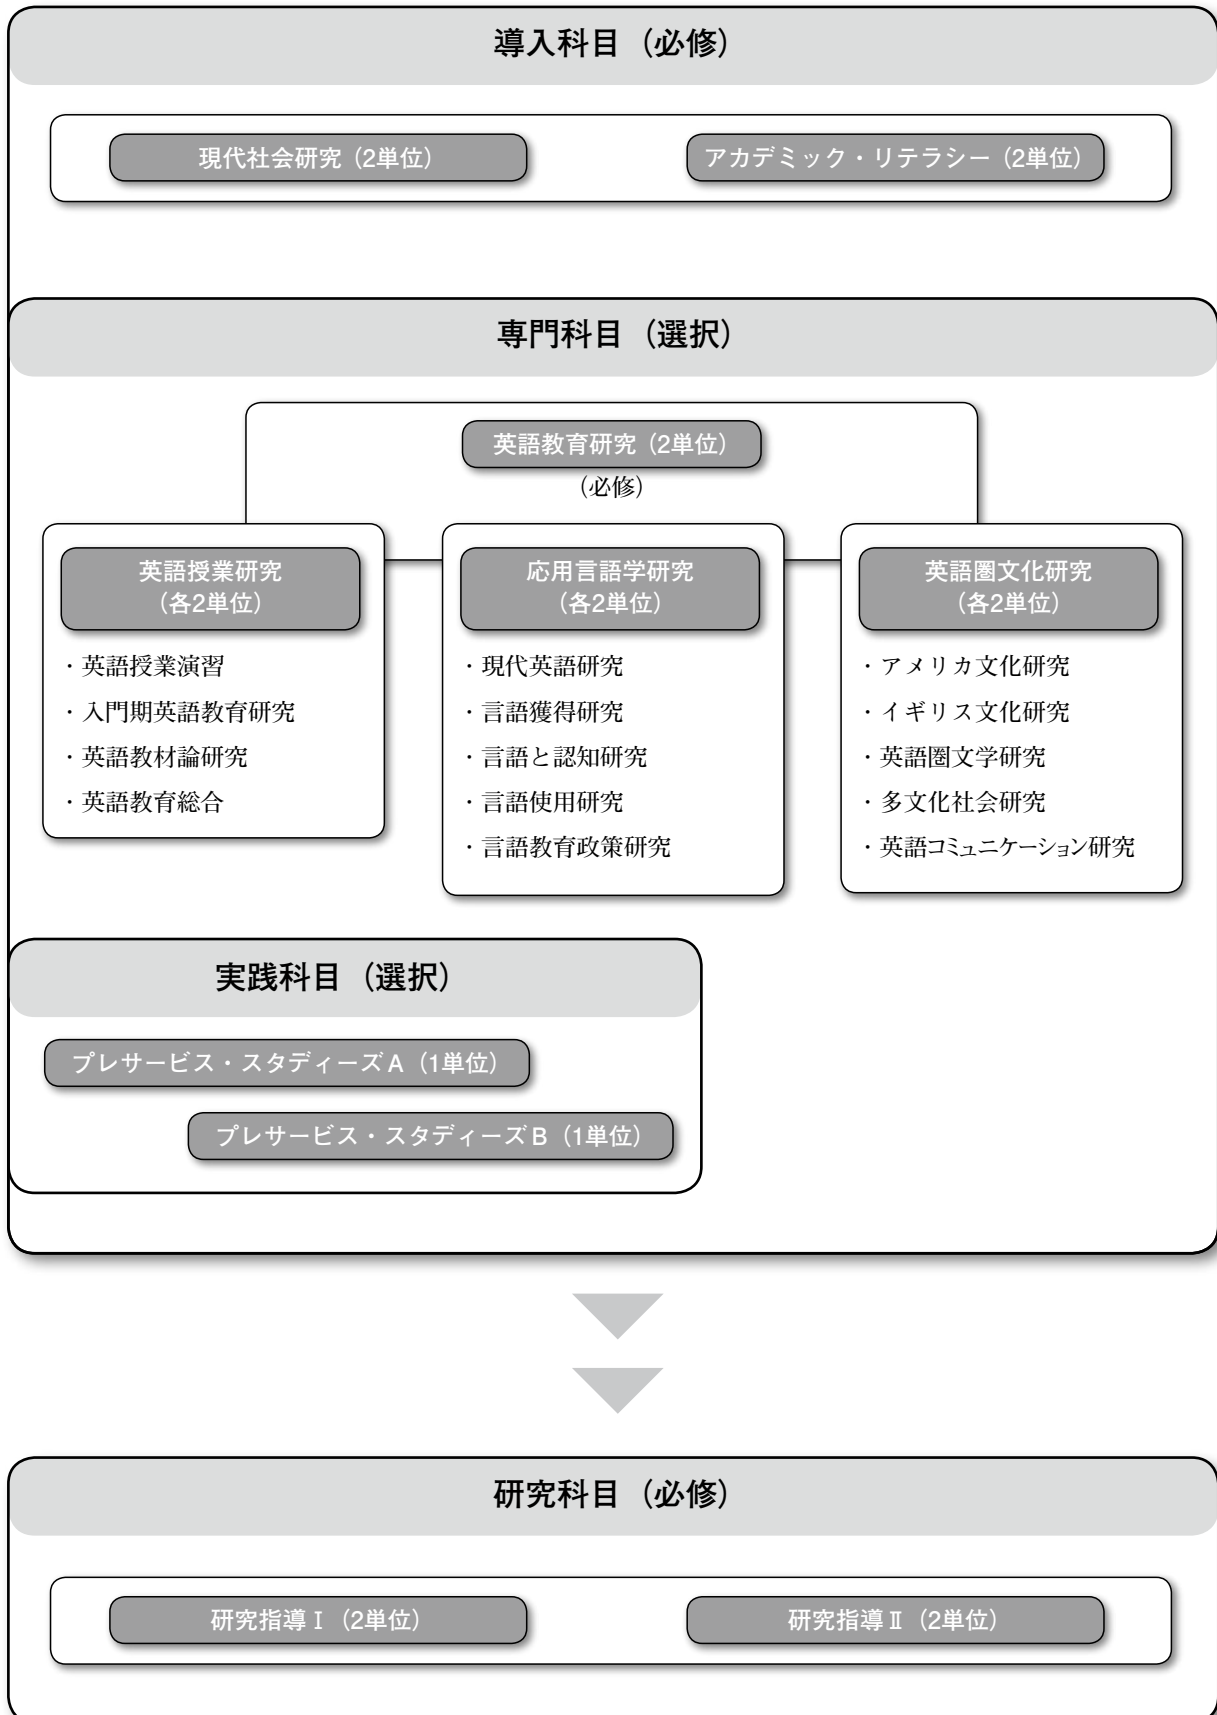 導入科目（必修）
現代社会研究（2単位）
アカデミック・リテラシー（2単位）
専門科目（選択）
英語教育研究（2単位）
（必修）
英語授業研究
（各2単位）
・英語授業演習
・入門期英語教育研究
・英語教材論研究
・英語教育総合
応用言語学研究
（各2単位）
・現代英語研究
・言語獲得研究
・言語と認知研究
・言語使用研究
・言語教育政策研究
英語圏文化研究
（各2単位）
・アメリカ文化研究
・イギリス文化研究
・英語圏文学研究
・多文化社会研究
・英語コミュニケーション研究
実践科目（選択）
プレサービス・スタディーズA（1単位）
プレサービス・スタディーズB（1単位）
研究科目（必修）
研究指導Ⅰ（2単位）
研究指導Ⅱ（2単位）